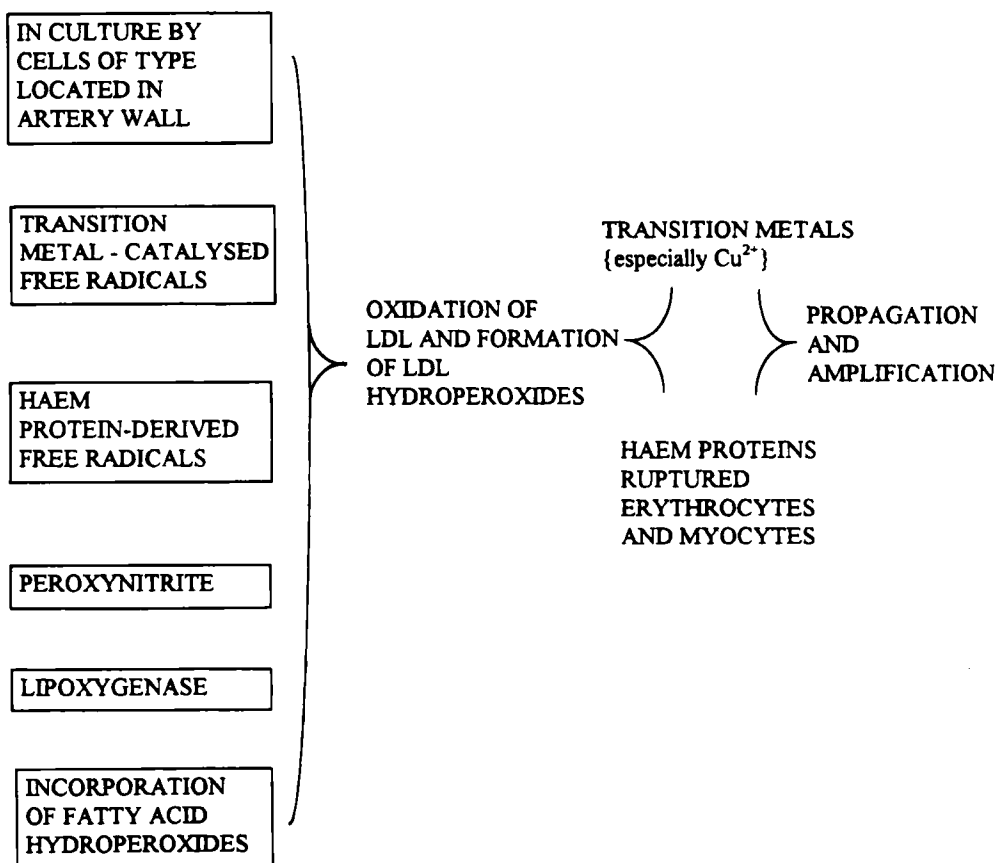 IN CULTURE BY
CELLS OF TYPE
LOCATED IN
ARTERY WALL
TRANSITION
METAL - CATALYSED
FREE RADICALS
HAEM
PROTEIN-DERIVED
FREE RADICALS
PEROXYNITRITE
LIPOXYGENASE
INCORPORATION
OF FATTY ACID
HYDROPEROXIDES
OXIDATION OF
LDL AND FORMATION
OF LDL
HYDROPEROXIDES
TRANSITION METALS
{especially Cu²⁺}
HAEM PROTEINS
RUPTURED
ERYTHROCYTES
AND MYOCYTES
PROPAGATION
AND
AMPLIFICATION